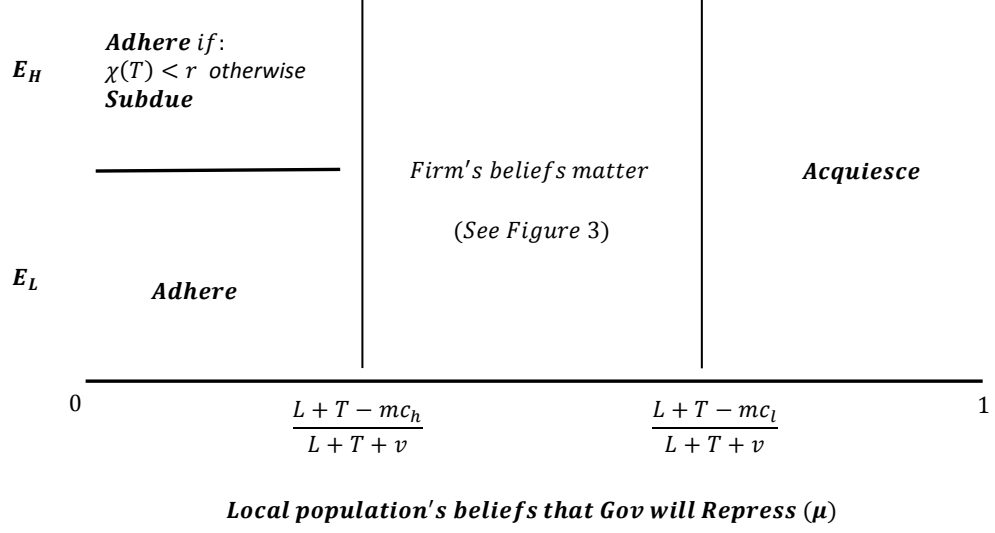 Adhere if:
E_H
χ(T) < r otherwise
Subdue
Firm's beliefs matter
Acquiesce
(See Figure 3)
E_L
Adhere
0
L + T − mc_h
L + T + v
L + T − mc_l
L + T + v
1
Local population's beliefs that Gov will Repress (μ)